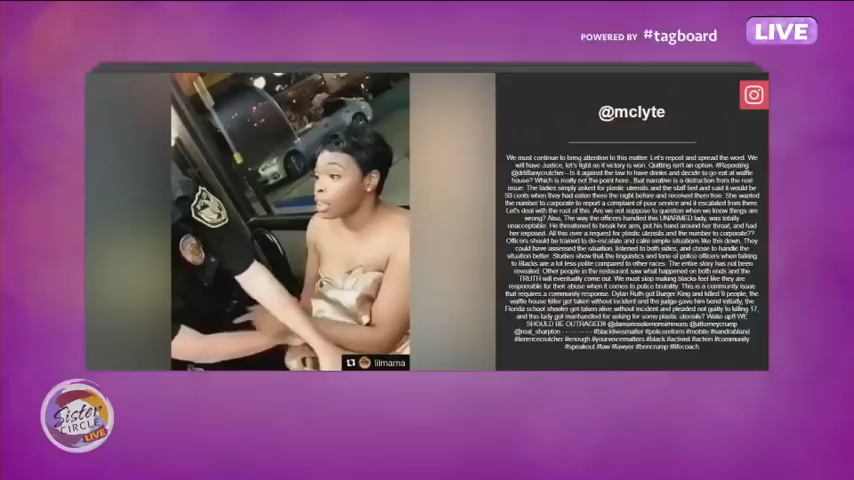 POWERED BY #tagboard
LIVE
@mclyte
We must continue to bring attention to this matter. Let's repost and spread the word. We
will have Justice, let's fight as if victory is won. Quitting isn't an option. #Reposting
@drtiffanycrutcher---Is it against the law to have drinks and decide to go eat at waffle
house? Which is really not the point here...that narrative is a distraction from the real
issue. The ladies simply asked for plastic utensils and the staff lied and said it would be
50 cents when they had eaten there the night before and received them free. She wanted
the number to corporate to report a complaint of poor service and it escalated from there.
Let's deal with the root of this. Are we not suppose to question when we know things are
wrong? Also, The way the officers handled this UNARMED lady, was totally
unacceptable. He threatened to break her arm, put his hand around her throat, and had
her exposed. All this over a request for plastic utensils and the number to corporate??
Officers should be trained to de-escalate and calm simple situations like this down. They
could have assessed the situation, listened to both sides, and chose to handle the
situation better. Studies show that the linguistics and tone of police officers when talking
to Blacks are a lot less polite compared to other races. The entire story has not been
revealed. Other people in the restaurant saw what happened on both ends and the
TRUTH will eventually come out. We must stop making blacks feel like they are
responsible for their abuse when it comes to police brutality. This is a community issue
that requires a community response. Dylan Ruth got Burger King and killed 9 people, the
waffle house killer got taken without incident and the judge gave him bond initially, the
Florida school shooter got taken alive without incident and pleaded not guilty to killing 17,
and this lady got manhandled for asking for some plastic utensils? Wake up!! WE
SHOULD BE OUTRAGED!! @damariosolomonsimmons @attorneycrump
@real_sharpton - - - - - - - - #blacklivesmatter #policereform #mobile #sandrabland
#terencecrutcher #enough #yourvoicematters #black #activist #action #community
#speakout #law #lawyer #bencrump #lifecoach
lilmama
Sister
CIRCLE
LIVE